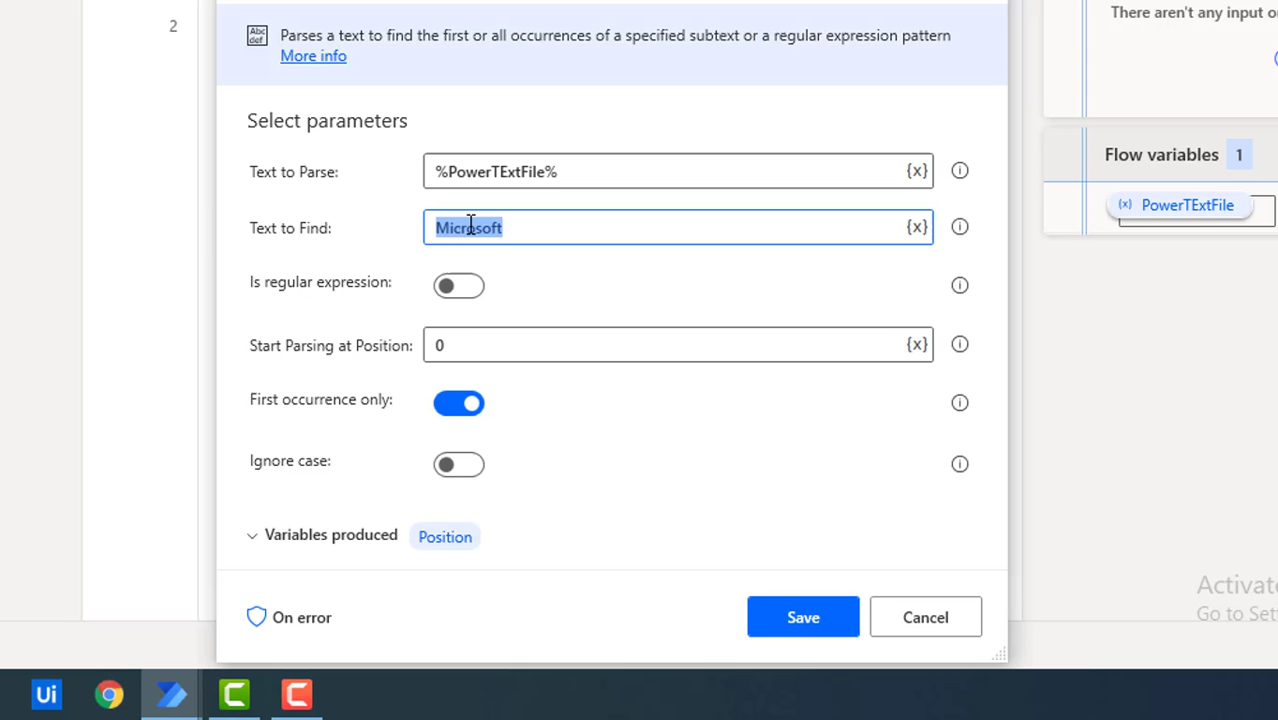 There aren't any input o
2
Abc
def
Parses a text to find the first or all occurrences of a specified subtext or a regular expression pattern
More info
Select parameters
Text to Parse: %PowerTExtFile% {x}
Text to Find: Microsoft {x}
Is regular expression:
Start Parsing at Position: 0 {x}
First occurrence only:
Ignore case:
Variables produced Position
On error Save Cancel
Flow variables 1
(x) PowerTExtFile
Activate
Go to Set
Ui
C
C